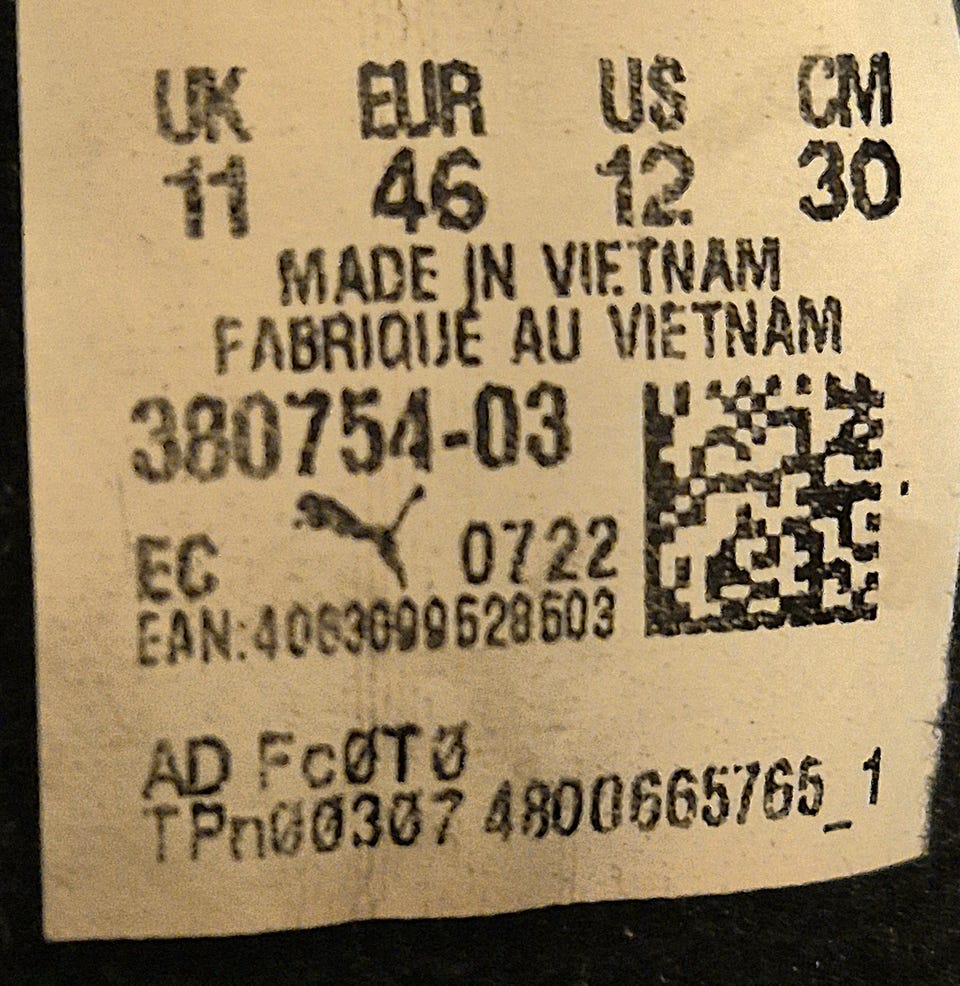 UK EUR US CM
11 46 12 30
MADE IN VIETNAM
FABRIQUE AU VIETNAM
380754-03
EC 0722
EAN:4063699528503
AD Fc0T0
TPn00307 4800665765_1